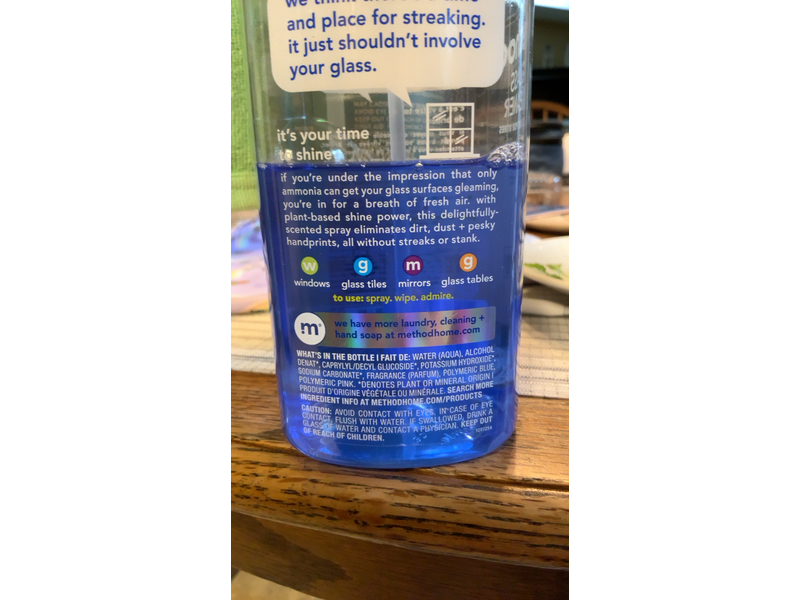 and place for streaking.
it just shouldn't involve
your glass.
it's your time
to shine
if you're under the impression that only
ammonia can get your glass surfaces gleaming,
you're in for a breath of fresh air. with
plant-based shine power, this delightfully-
scented spray eliminates dirt, dust + pesky
handprints, all without streaks or stank.
w g m g
windows glass tiles mirrors glass tables
to use: spray. wipe. admire.
m
we have more laundry, cleaning +
hand soap at methodhome.com
WHAT'S IN THE BOTTLE I FAIT DE: WATER (AQUA), ALCOHOL
DENAT*, CAPRYLYL/DECYL GLUCOSIDE*, POTASSIUM HYDROXIDE*,
SODIUM CARBONATE*, FRAGRANCE (PARFUM), POLYMERIC BLUE,
POLYMERIC PINK. *DENOTES PLANT OR MINERAL ORIGIN I
PRODUIT D'ORIGINE VÉGÉTALE OU MINÉRALE. SEARCH MORE
INGREDIENT INFO AT METHODHOME.COM/PRODUCTS
CAUTION: AVOID CONTACT WITH EYES. IN CASE OF EYE
CONTACT, FLUSH WITH WATER. IF SWALLOWED, DRINK A
GLASS OF WATER AND CONTACT A PHYSICIAN. KEEP OUT
OF REACH OF CHILDREN.